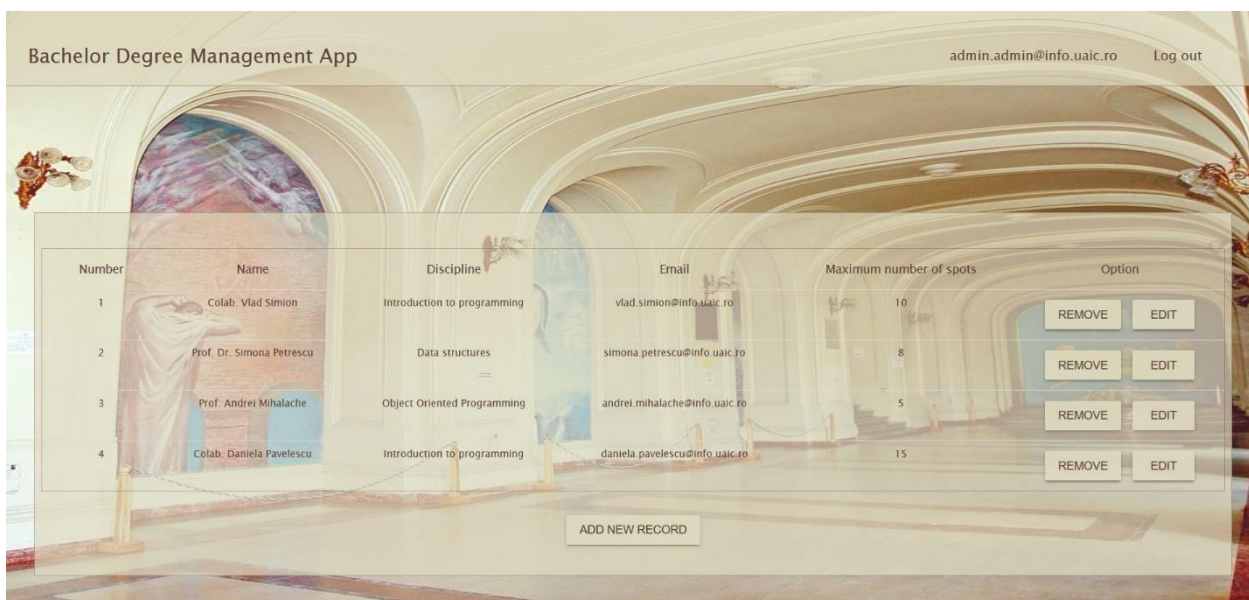 Bachelor Degree Management App admin.admin@info.uaic.ro Log out
Number Name Discipline Email Maximum number of spots Option
1 Colab. Vlad Simion Introduction to programming vlad.simion@info.uaic.ro 10 REMOVE EDIT
2 Prof. Dr. Simona Petrescu Data structures simona.petrescu@info.uaic.ro 8 REMOVE EDIT
3 Prof. Andrei Mihalache Object Oriented Programming andrei.mihalache@info.uaic.ro 5 REMOVE EDIT
4 Colab. Daniela Pavelescu Introduction to programming daniela.pavelescu@info.uaic.ro 15 REMOVE EDIT
ADD NEW RECORD